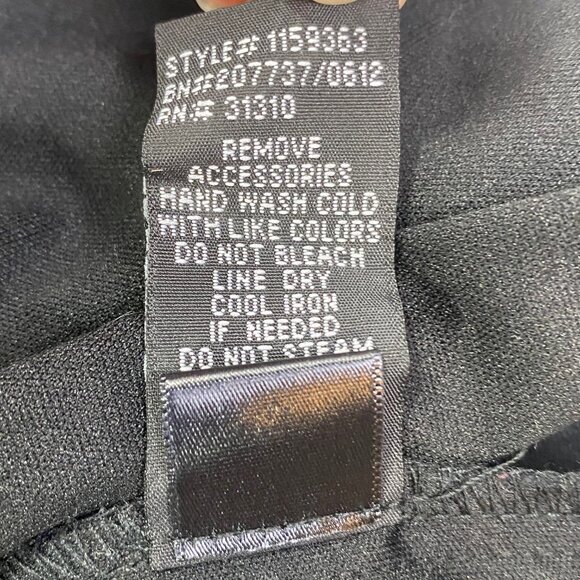 STYLE# 1159363
BN#207737/0612
RN.# 31310
REMOVE
ACCESSORIES
HAND WASH COLD
WITH LIKE COLORS
DO NOT BLEACH
LINE DRY
COOL IRON
IF NEEDED
DO NOT STEAM